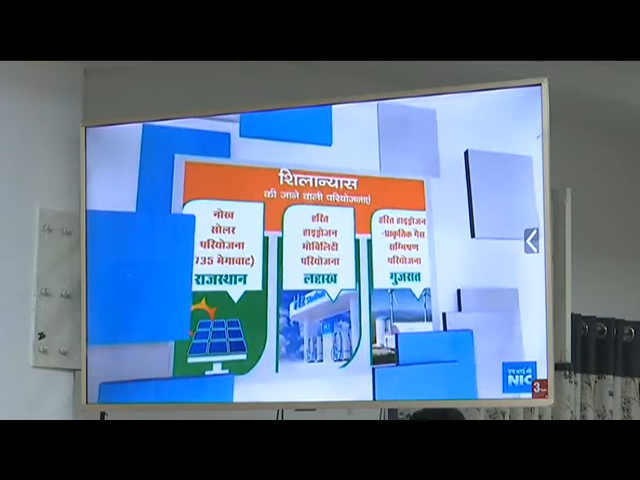 शिलान्यास
की जाने वाली परियोजनाएं
नोख
सोलर
परियोजना
735 मेगावाट)
राजस्थान
हरित
हाइड्रोजन
मोबिलिटी
परियोजना
लद्दाख
हरित हाइड्रोजन
-प्राकृतिक गैस
सम्मिश्रण
परियोजना
गुजरात
NIC
3